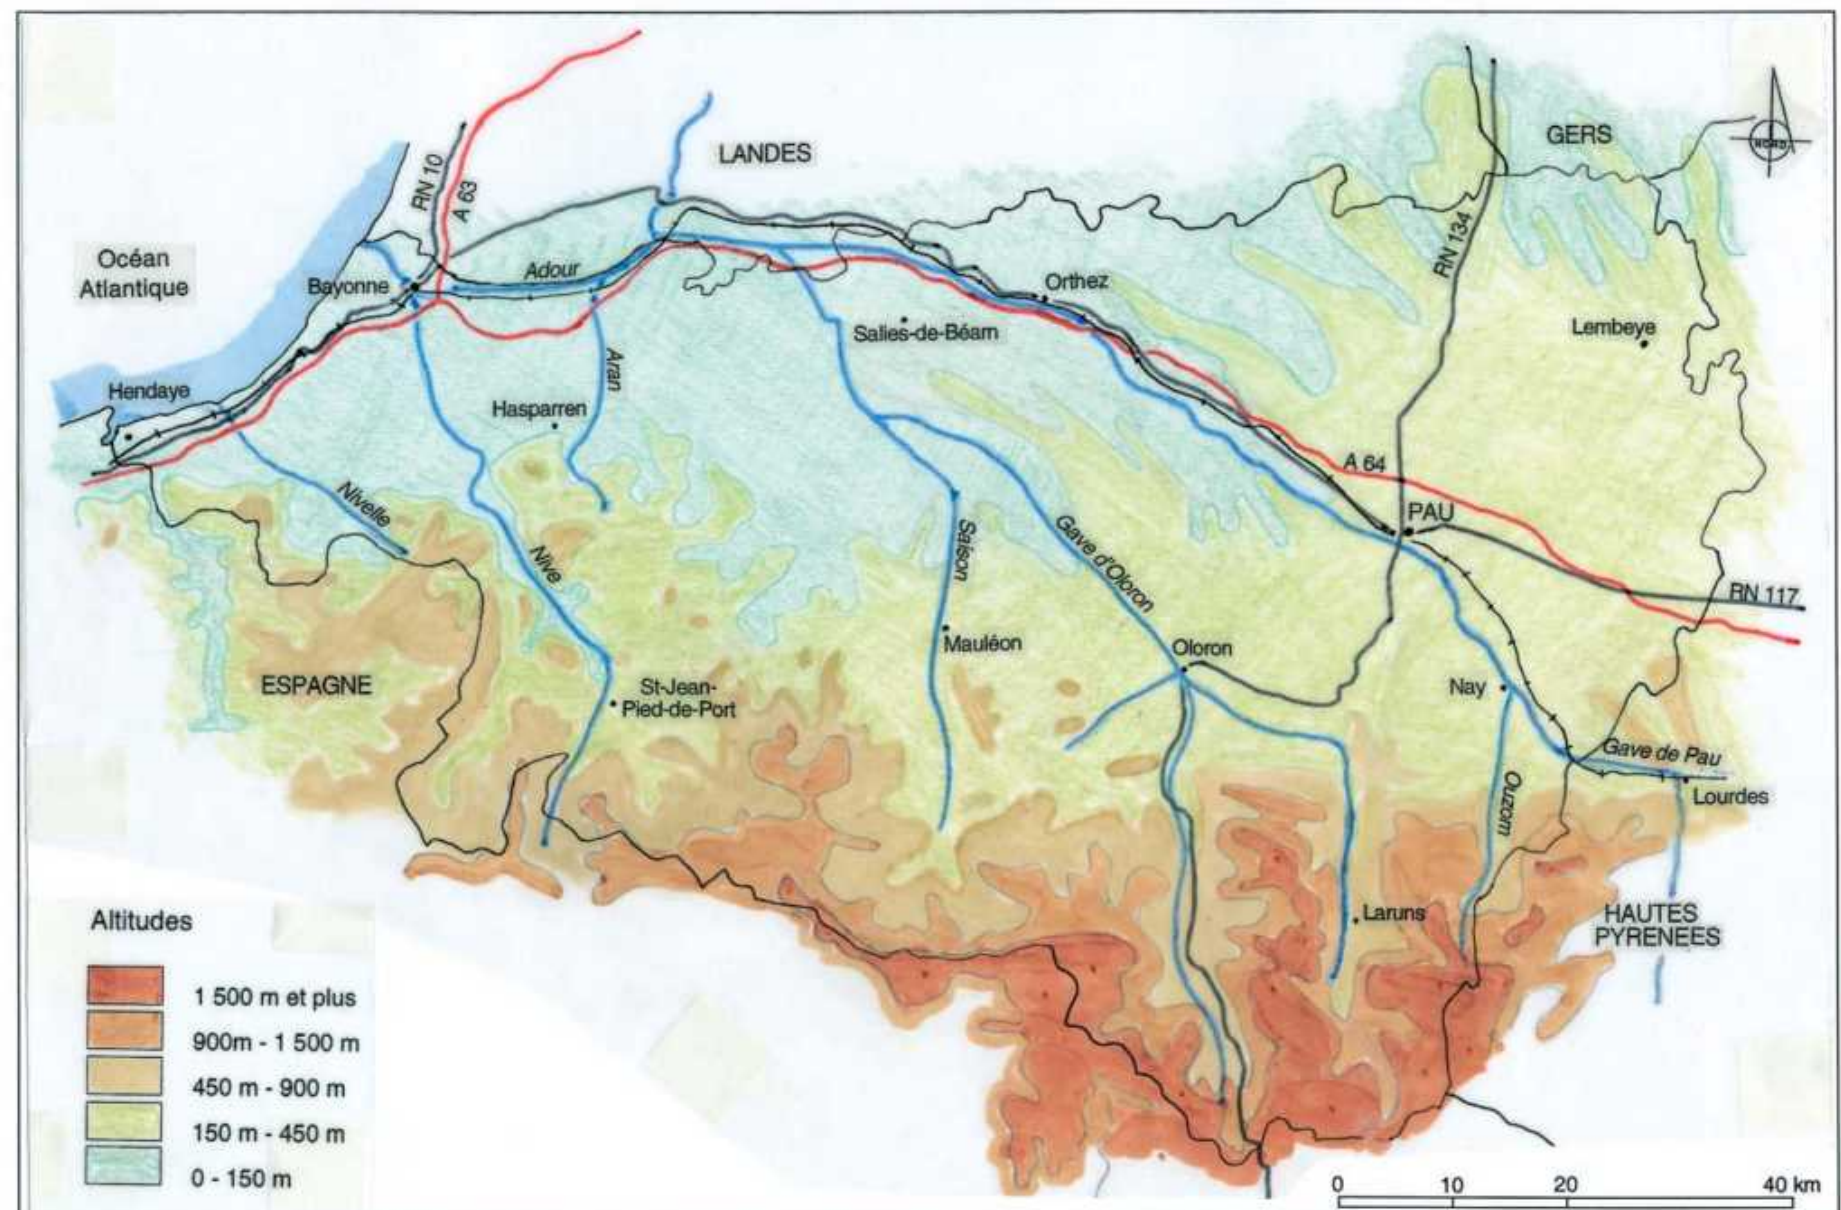 LANDES
GERS
NORD
RN 10
A 63
RN 134
Océan
Atlantique
Bayonne
Adour
Orthez
Salies-de-Béarn
Lembeye
Hendaye
Hasparren
Aran
A 64
Nivelle
PAU
Nive
Saison
Gave d'Oloron
RN 117
Mauléon
Oloron
ESPAGNE
St-Jean-
Pied-de-Port
Nay
Gave de Pau
Lourdes
Ouzom
Laruns
HAUTES
PYRENEES
Altitudes
1 500 m et plus
900m - 1 500 m
450 m - 900 m
150 m - 450 m
0 - 150 m
0 10 20 40 km